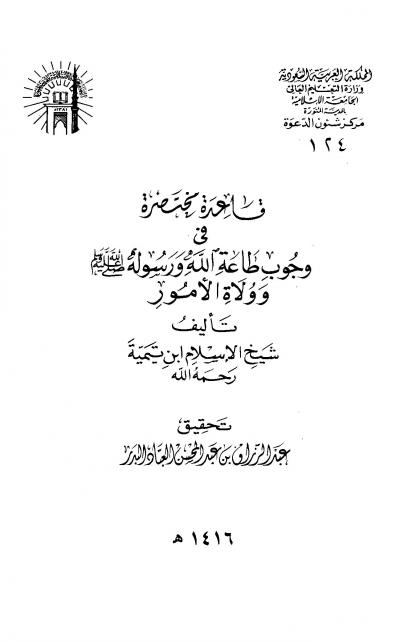 المملكة العربية السعودية
وزارة التعليم العالي
الجامعة الإسلامية
بالمدينة المنورة
مركز شئون الدعوة
١٢٤
قاعدة مختصرة
في
وجوب طاعة الله ورسوله ﷺ
وولاة الأمور
تأليف
شيخ الإسلام ابن تيمية
رحمه الله
تحقيق
عبد الرزاق بن عبد المحسن العباد البدر
١٤١٦ ه